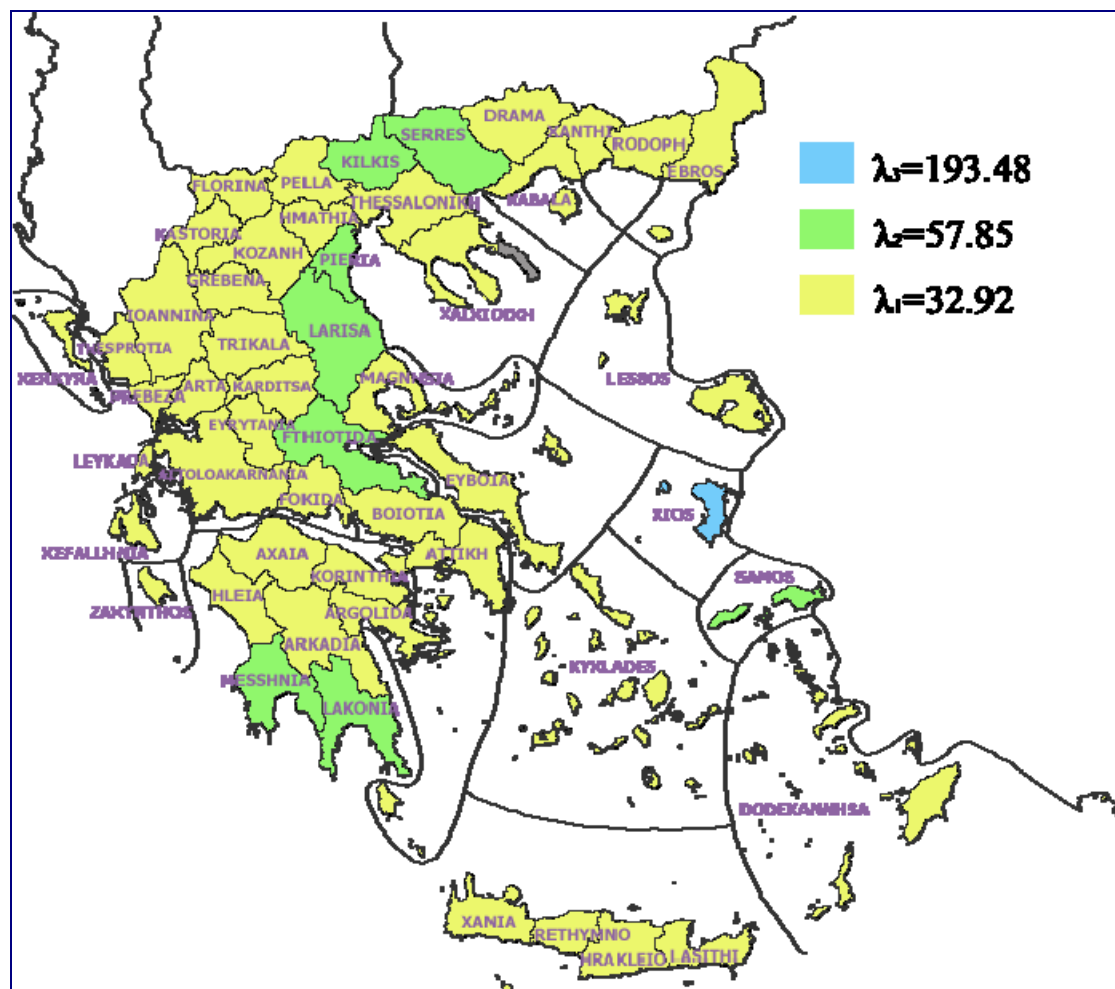 DRAMA
SERRES
XANTHI
RODOPH
KILKIS
EBROS
λ₃=193.48
FLORINA
PELLA
THESSALONIKH
KABALA
HMATHIA
λ₂=57.85
KASTORIA
KOZANH
PIERIA
GREBENA
λ₁=32.92
IOANNINA
XALKIDIKH
LARISA
THESPROTIA
TRIKALA
XERKYRA
MAGNHSIA
LESBOS
PREBEZA
ARTA
KARDITSA
EYRYTANIA
FTHIOTIDA
LEYKADA
AITOLOAKARNANIA
EYBOIA
FOKIDA
BOIOTIA
XIOS
XEFALLHNIA
AXAIA
ATTIKH
KORINTHIA
SAMOS
HLEIA
ZAKYNTHOS
ARGOLIDA
ARKADIA
KYKLADES
MESSHNIA
LAKONIA
DODEKANNHSA
XANIA
RETHYMNO
HRAKLEIO
LASITHI